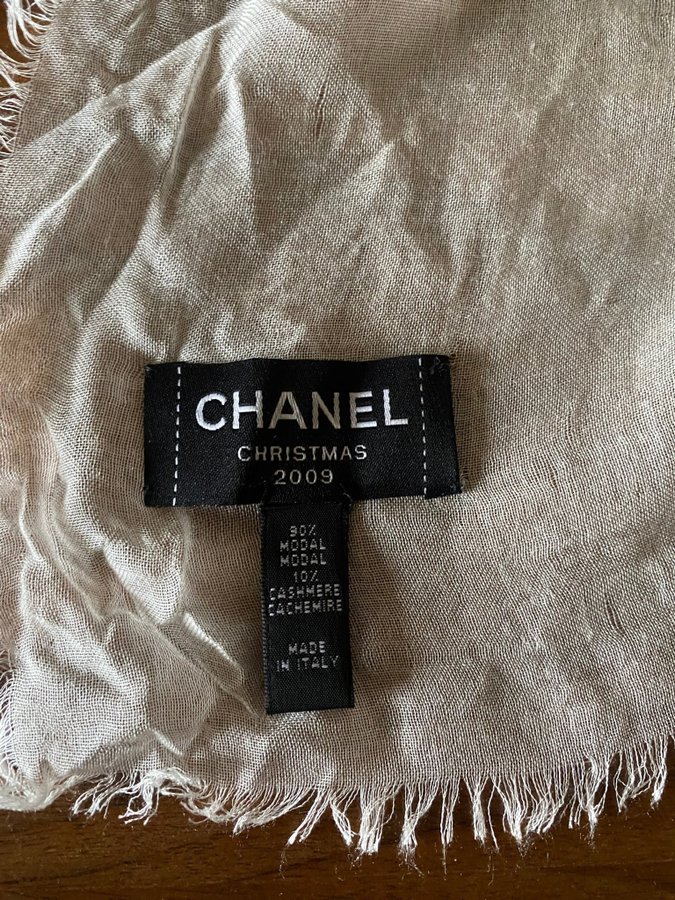 CHANEL
CHRISTMAS
2009
90%
MODAL
MODAL
10%
CASHMERE
CACHEMIRE
MADE
IN ITALY